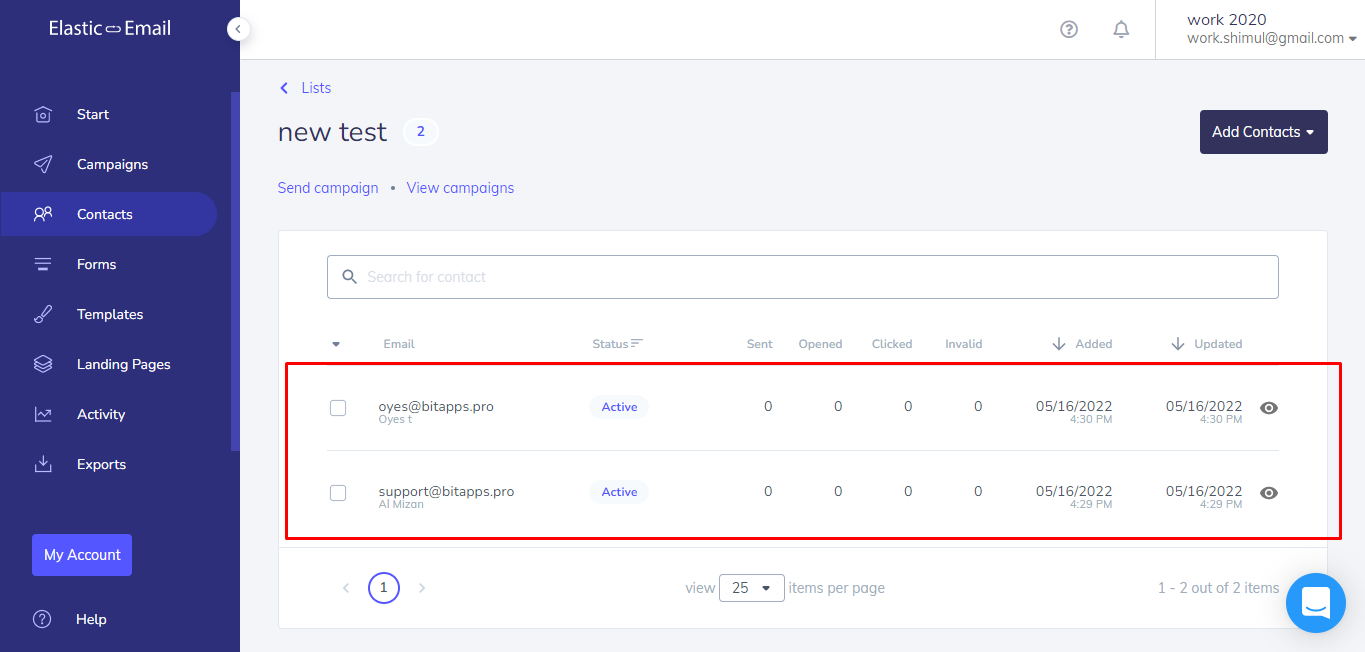 Elastic Email
work 2020
work.shimul@gmail.com
Start
Campaigns
Contacts
Forms
Templates
Landing Pages
Activity
Exports
My Account
Help
Lists
new test 2
Add Contacts
Send campaign • View campaigns
Search for contact
Email Status Sent Opened Clicked Invalid Added Updated
oyes@bitapps.pro Active 0 0 0 0 05/16/2022 05/16/2022
Oyes t 4:30 PM 4:30 PM
support@bitapps.pro Active 0 0 0 0 05/16/2022 05/16/2022
Al Mizan 4:29 PM 4:29 PM
1 view 25 items per page 1 - 2 out of 2 items